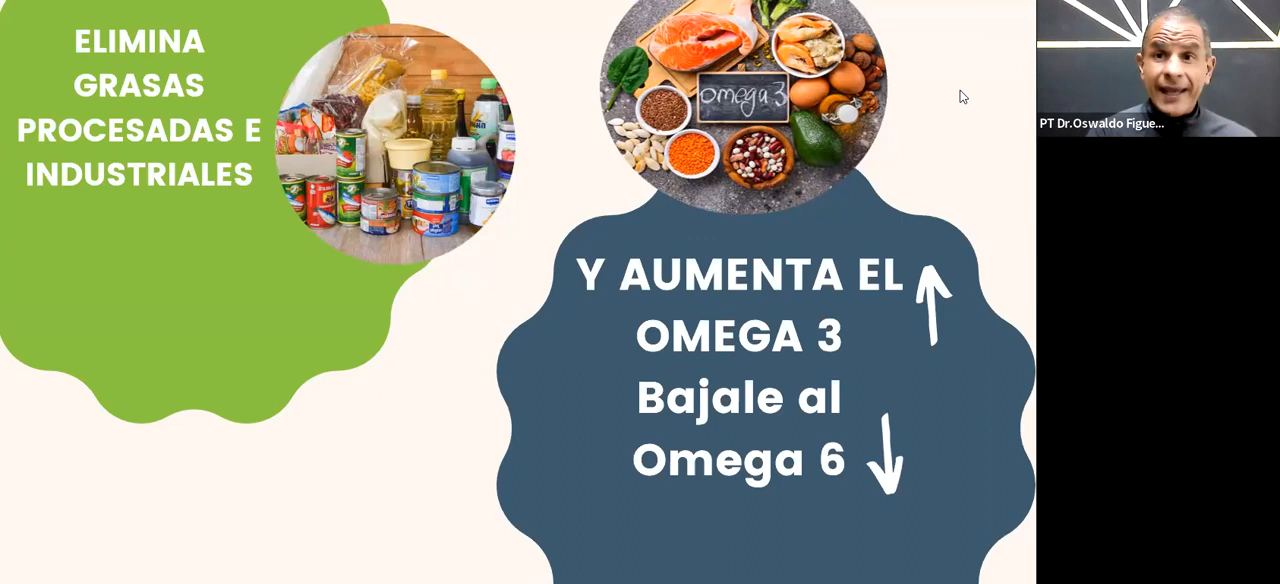 ELIMINA
GRASAS
PROCESADAS E
INDUSTRIALES
omega 3
Y AUMENTA EL
OMEGA 3
Bajale al
Omega 6
PT Dr.Oswaldo Figue...